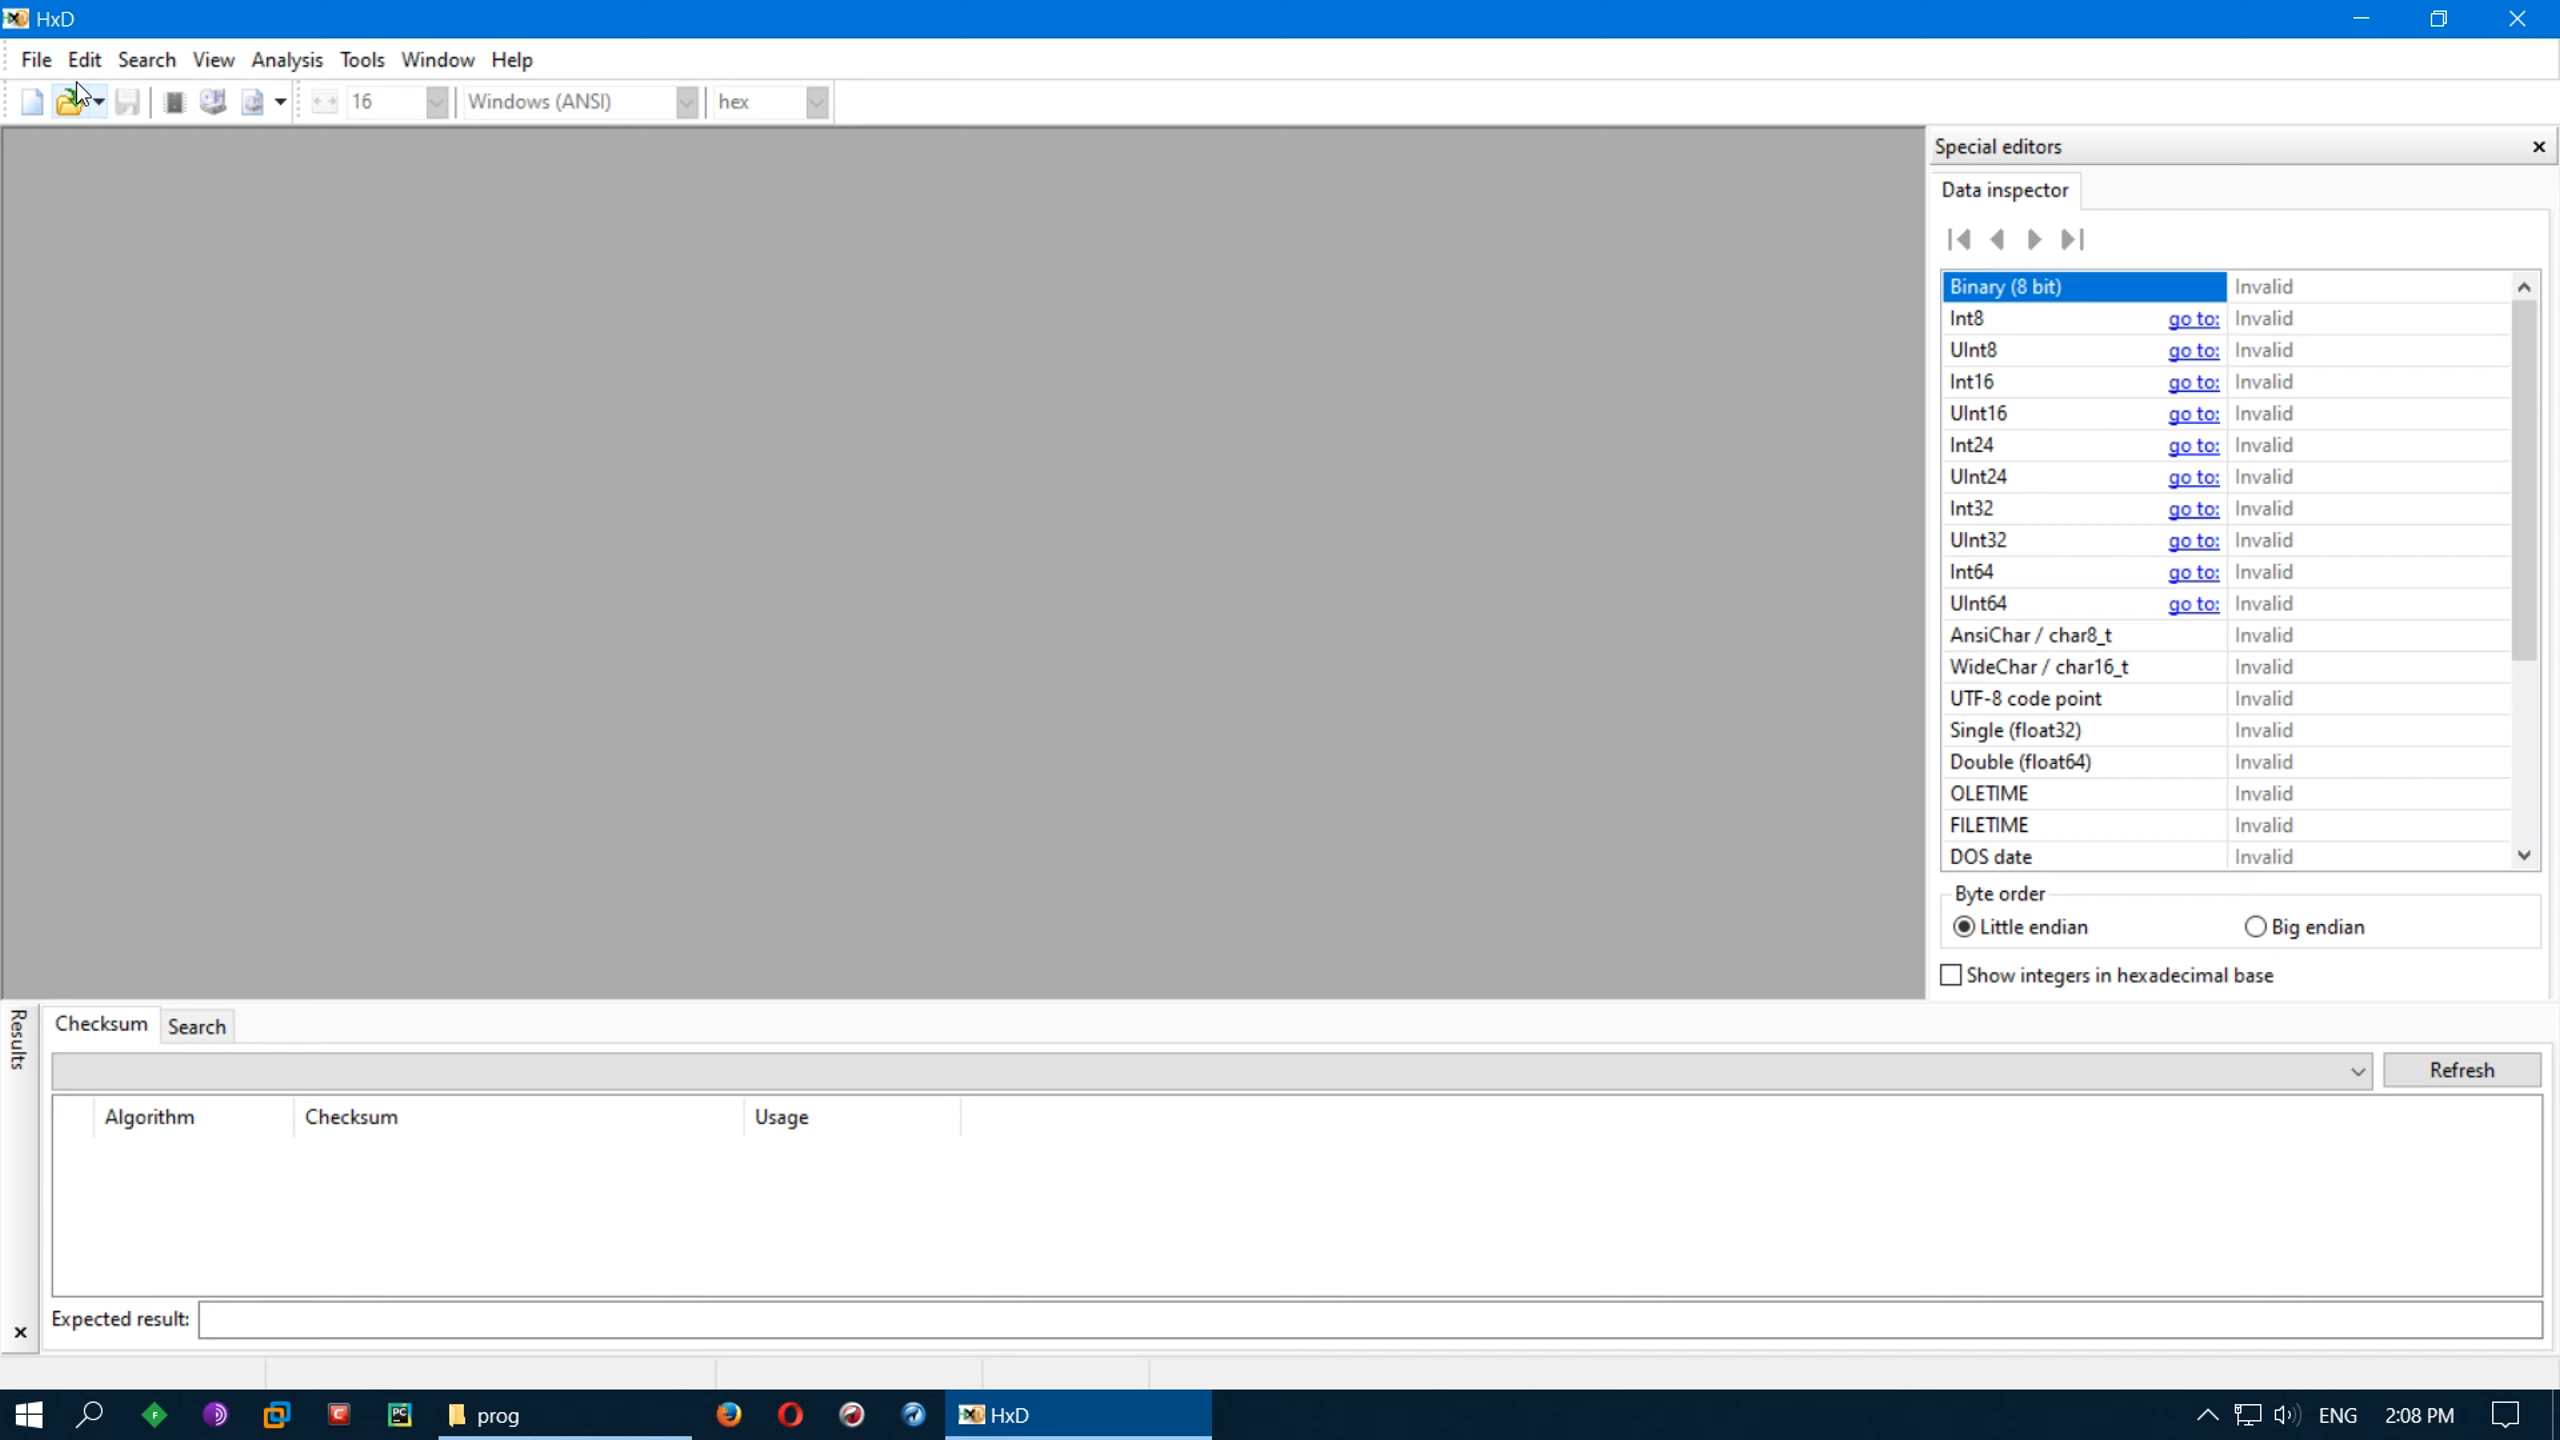 HxD
File Edit Search View Analysis Tools Window Help
16 Windows (ANSI) hex
Special editors
Data inspector
Binary (8 bit) Invalid
Int8 go to: Invalid
UInt8 go to: Invalid
Int16 go to: Invalid
UInt16 go to: Invalid
Int24 go to: Invalid
UInt24 go to: Invalid
Int32 go to: Invalid
UInt32 go to: Invalid
Int64 go to: Invalid
UInt64 go to: Invalid
AnsiChar / char8_t Invalid
WideChar / char16_t Invalid
UTF-8 code point Invalid
Single (float32) Invalid
Double (float64) Invalid
OLETIME Invalid
FILETIME Invalid
DOS date Invalid
Byte order
Little endian Big endian
Show integers in hexadecimal base
Results
Checksum Search
Refresh
Algorithm Checksum Usage
Expected result:
prog HxD ENG 2:08 PM